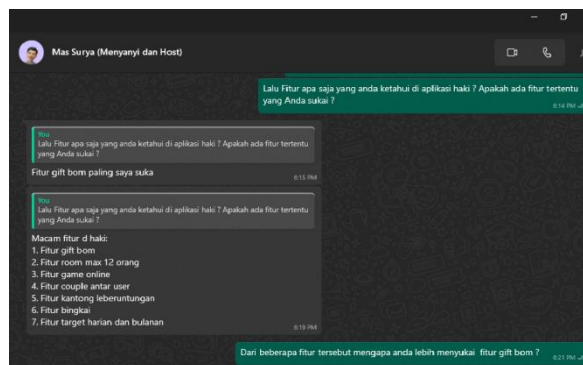 Mas Surya (Menyanyi dan Host)
Lalu Fitur apa saja yang anda ketahui di aplikasi haki ? Apakah ada fitur tertentu
yang Anda sukai ?
8:14 PM
You
Lalu Fitur apa saja yang anda ketahui di aplikasi haki ? Apakah ada fitur tertentu
yang Anda sukai ?
Fitur gift bom paling saya suka
8:15 PM
You
Lalu Fitur apa saja yang anda ketahui di aplikasi haki ? Apakah ada fitur tertentu
yang Anda sukai ?
Macam fitur d haki:
1. Fitur gift bom
2. Fitur room max 12 orang
3. Fitur game online
4. Fitur couple antar user
5. Fitur kantong leberuntungan
6. Fitur bingkai
7. Fitur target harian dan bulanan
8:19 PM
Dari beberapa fitur tersebut mengapa anda lebih menyukai fitur gift bom ?
8:21 PM